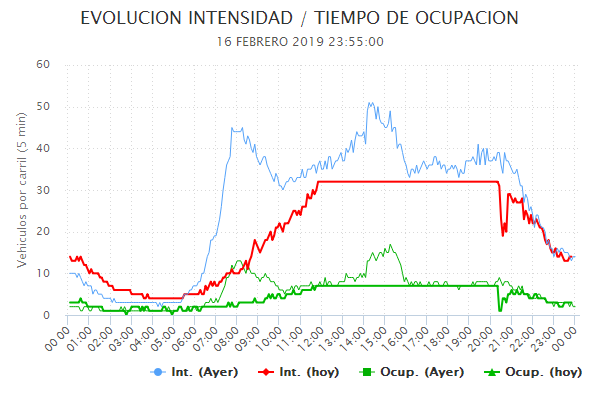 EVOLUCION INTENSIDAD / TIEMPO DE OCUPACION
16 FEBRERO 2019 23:55:00
Vehiculos por carril (5 min)
60
50
40
30
20
10
0
00:00 01:00 02:00 03:00 04:00 05:00 06:00 07:00 08:00 09:00 10:00 11:00 12:00 13:00 14:00 15:00 16:00 17:00 18:00 19:00 20:00 21:00 22:00 23:00 00:00
Int. (Ayer) Int. (hoy) Ocup. (Ayer) Ocup. (hoy)